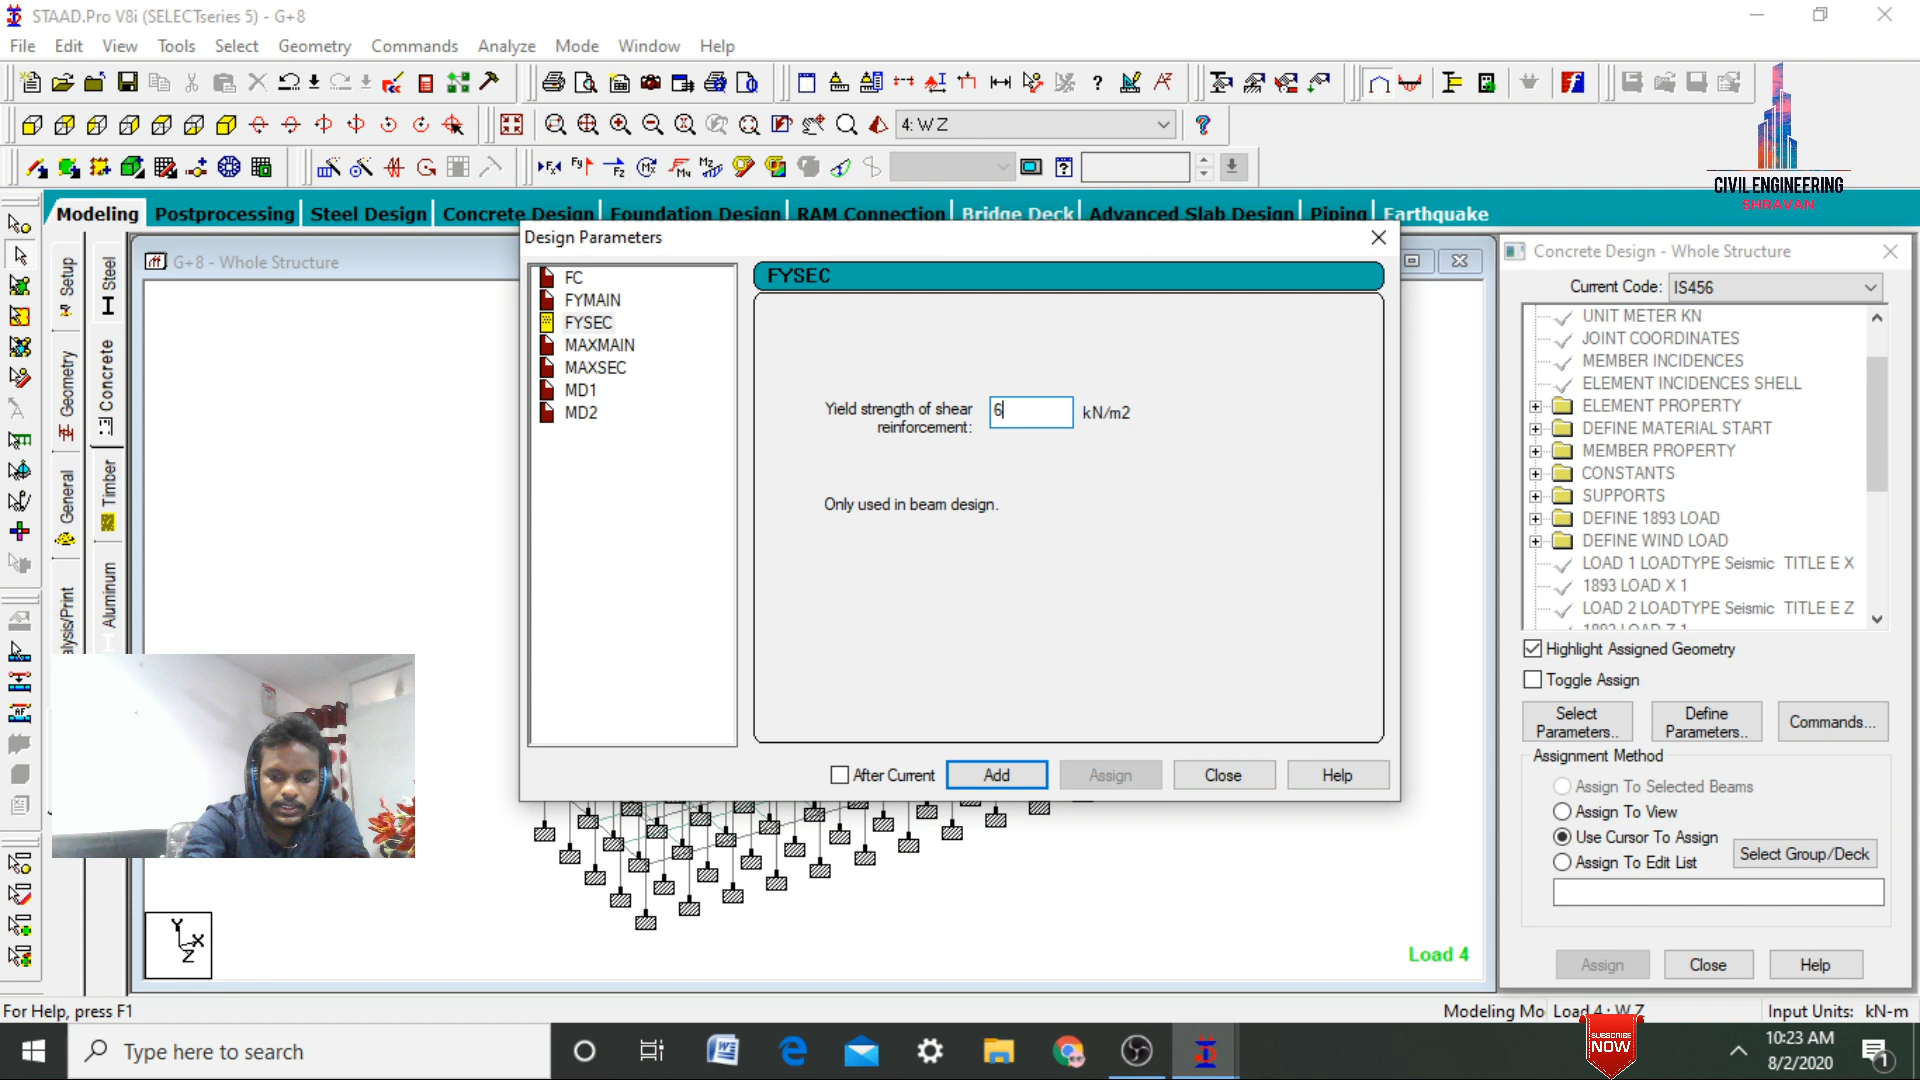 STAAD.Pro V8i (SELECTseries 5) - G+8
File Edit View Tools Select Geometry Commands Analyze Mode Window Help
4: W Z
CIVIL ENGINEERING
SHRAVAN
Modeling Postprocessing Steel Design Concrete Design Foundation Design RAM Connection Bridge Deck Advanced Slab Design Piping Earthquake
Setup
Geometry
General
alysis/Print
Steel
Concrete
Timber
Aluminum
G+8 - Whole Structure
Design Parameters
FC
FYMAIN
FYSEC
MAXMAIN
MAXSEC
MD1
MD2
FYSEC
Yield strength of shear
reinforcement:
6
kN/m2
Only used in beam design.
After Current
Add
Assign
Close
Help
Load 4
Y
X
Z
Concrete Design - Whole Structure
Current Code: IS456
UNIT METER KN
JOINT COORDINATES
MEMBER INCIDENCES
ELEMENT INCIDENCES SHELL
ELEMENT PROPERTY
DEFINE MATERIAL START
MEMBER PROPERTY
CONSTANTS
SUPPORTS
DEFINE 1893 LOAD
DEFINE WIND LOAD
LOAD 1 LOADTYPE Seismic TITLE E X
1893 LOAD X 1
LOAD 2 LOADTYPE Seismic TITLE E Z
1893 LOAD Z 1
Highlight Assigned Geometry
Toggle Assign
Select
Parameters..
Define
Parameters..
Commands...
Assignment Method
Assign To Selected Beams
Assign To View
Use Cursor To Assign
Assign To Edit List
Select Group/Deck
Assign
Close
Help
For Help, press F1
Modeling Mo
Load 4 : W Z
Input Units: kN-m
Type here to search
SUBSCRIBE
NOW
10:23 AM
8/2/2020
1